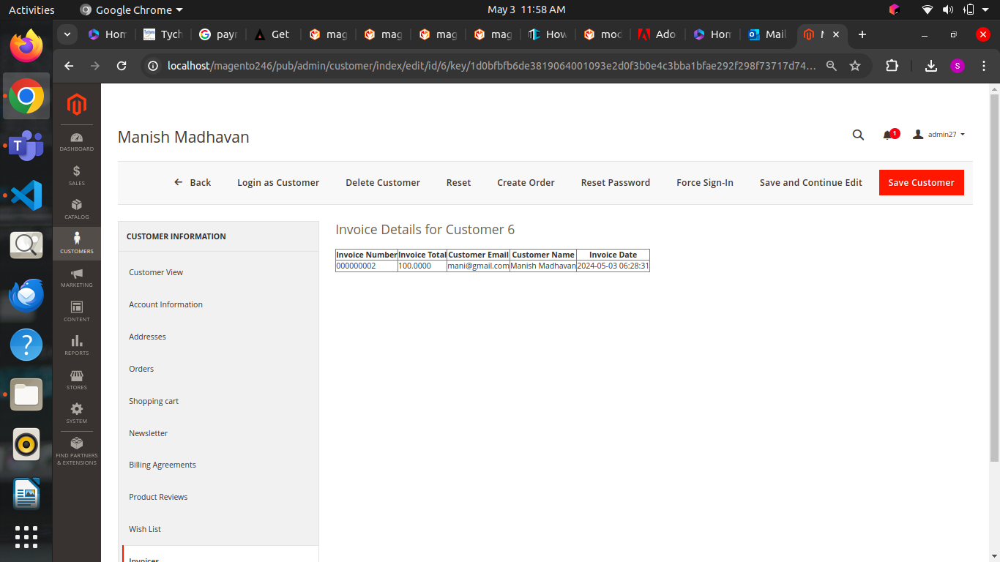 Activities
Google Chrome
May 3 11:58 AM
Hom
Tych
payr
Get
mag
mag
mag
mag
How
mod
Ado
Hom
Mail
localhost/magento246/pub/admin/customer/index/edit/id/6/key/1d0bfbfb6de3819064001093e2d0f3b0e4c3bba1bfae292f298f73717d74...
S
DASHBOARD
SALES
CATALOG
CUSTOMERS
MARKETING
CONTENT
REPORTS
STORES
SYSTEM
FIND PARTNERS
& EXTENSIONS
Manish Madhavan
1
admin27
Back
Login as Customer
Delete Customer
Reset
Create Order
Reset Password
Force Sign-In
Save and Continue Edit
Save Customer
CUSTOMER INFORMATION
Customer View
Account Information
Addresses
Orders
Shopping cart
Newsletter
Billing Agreements
Product Reviews
Wish List
Invoices
Invoice Details for Customer 6
Invoice Number Invoice Total Customer Email Customer Name Invoice Date
000000002 100.0000 mani@gmail.com Manish Madhavan 2024-05-03 06:28:31